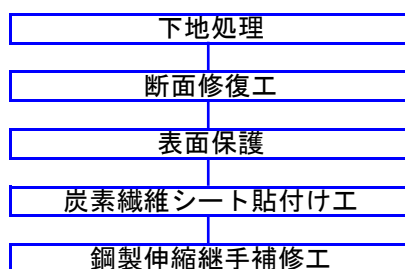 下地処理
断面修復工
表面保護
炭素繊維シート貼付け工
鋼製伸縮継手補修工